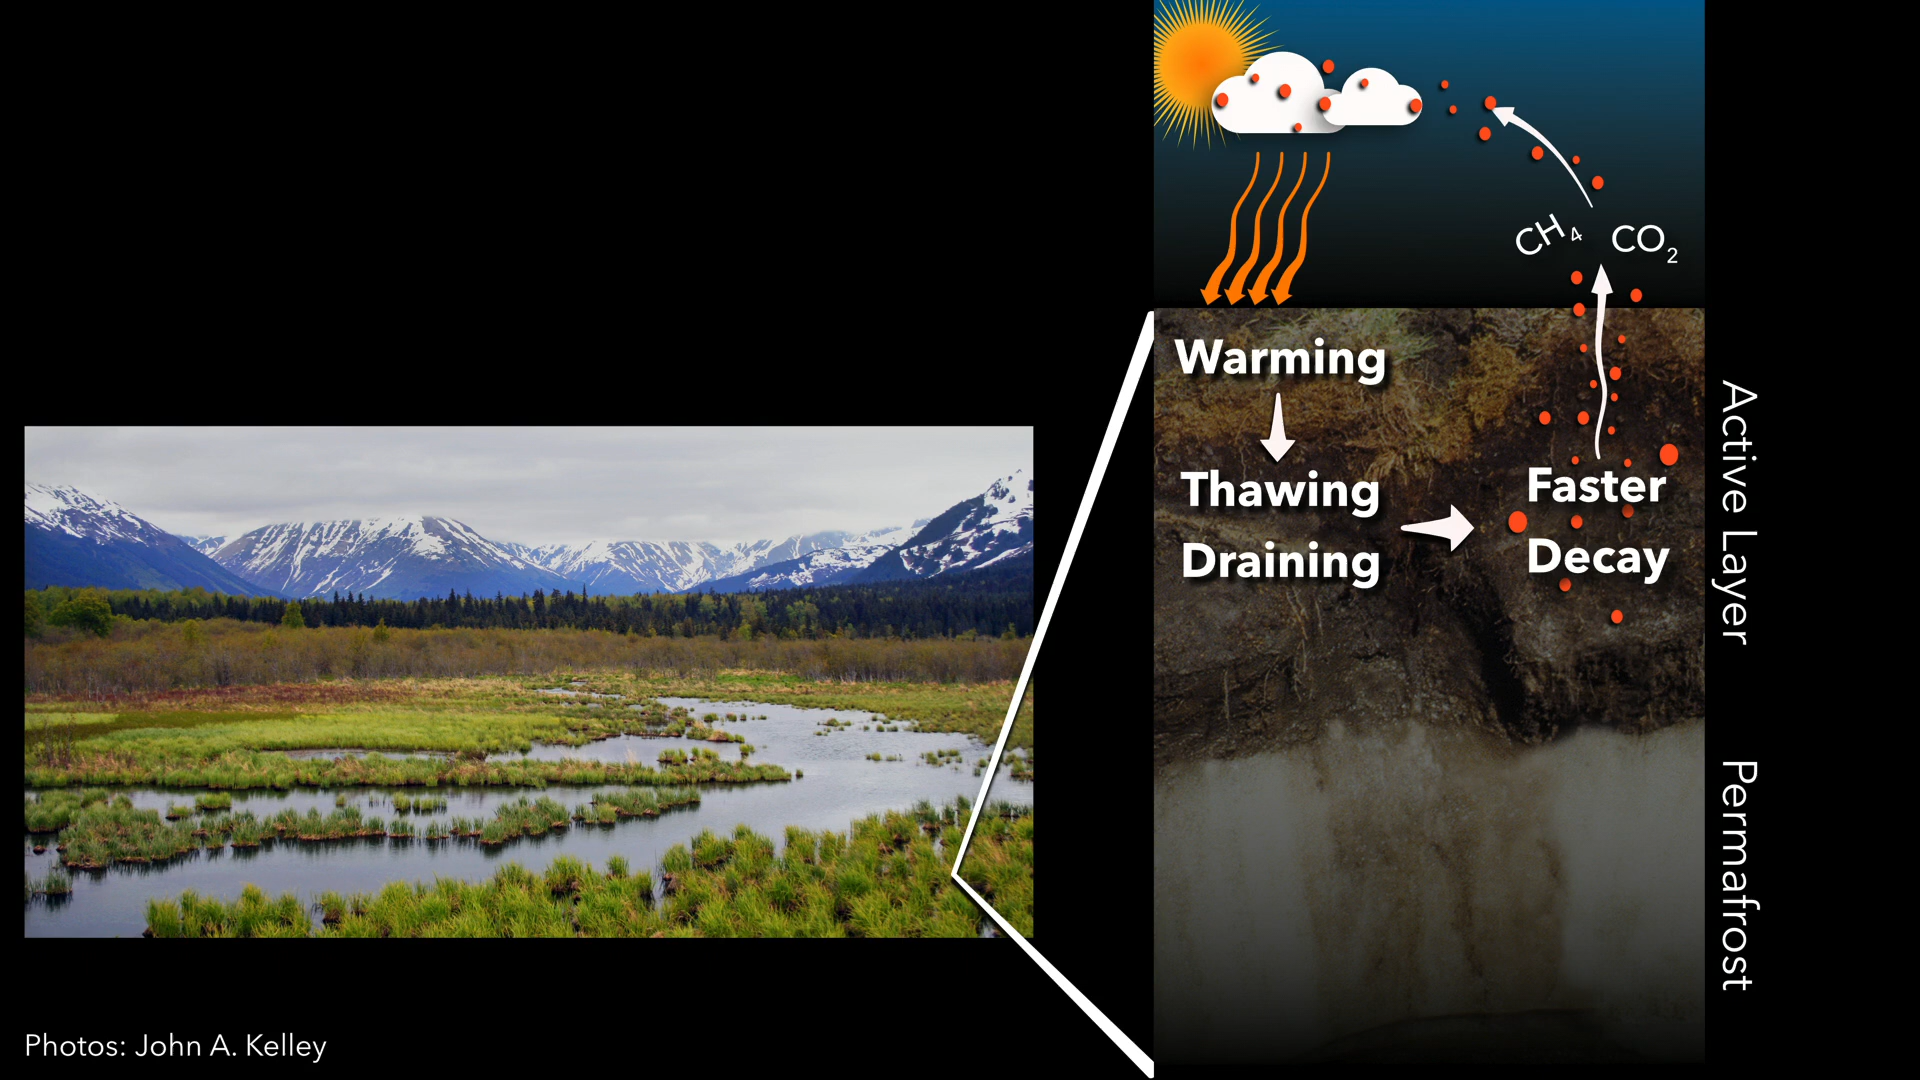 CH₄ CO₂
Warming
Thawing
Draining
Faster
Decay
Active Layer
Permafrost
Photos: John A. Kelley